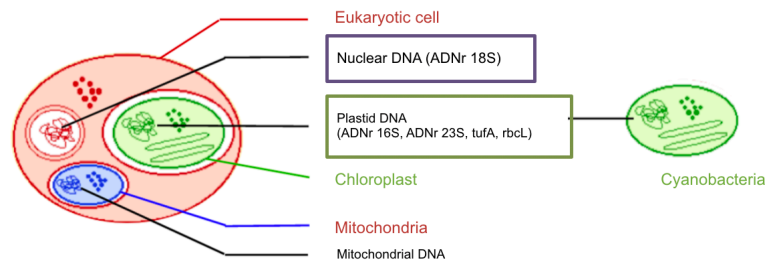 Eukaryotic cell
Nuclear DNA (ADNr 18S)
Plastid DNA
(ADNr 16S, ADNr 23S, tufA, rbcL)
Chloroplast
Cyanobacteria
Mitochondria
Mitochondrial DNA